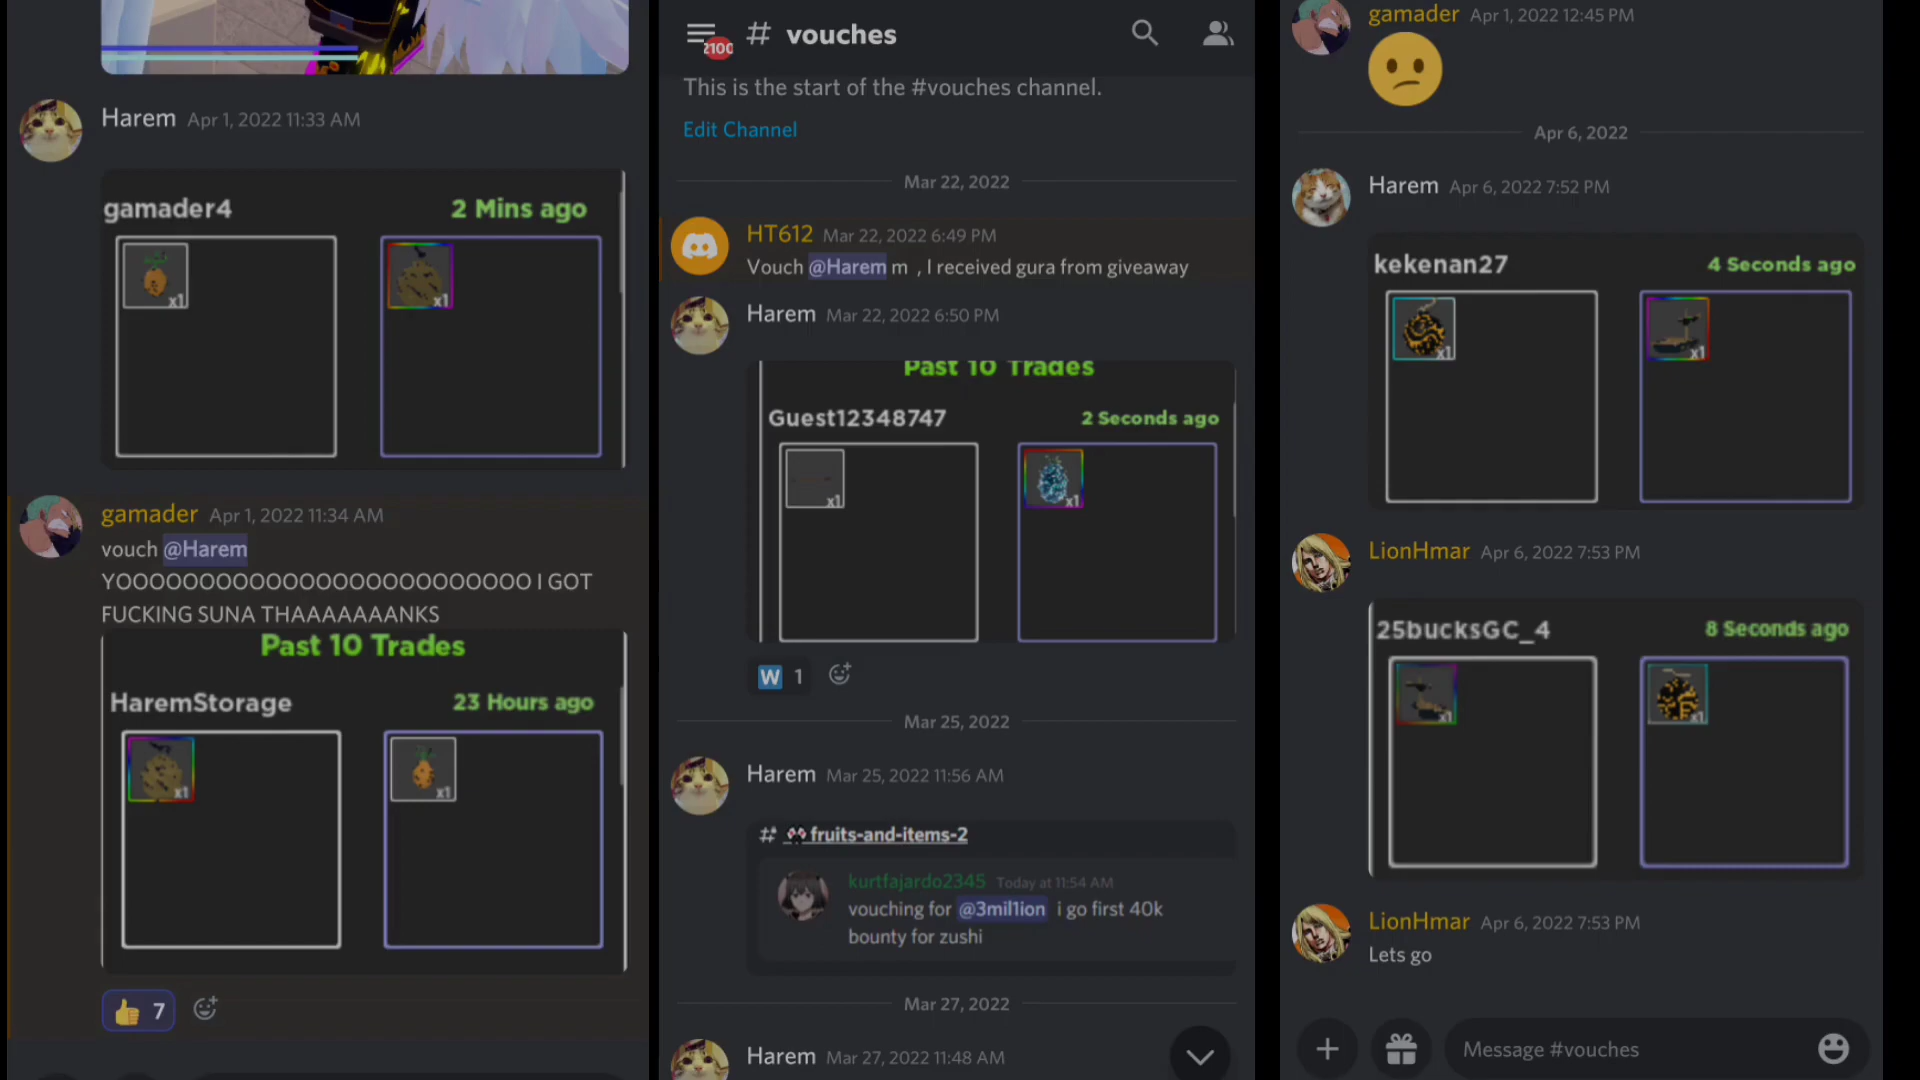 Harem Apr 1, 2022 11:33 AM
gamader4 2 Mins ago
x1 x1
gamader Apr 1, 2022 11:34 AM
vouch @Harem
YOOOOOOOOOOOOOOOOOOOOOOOOO I GOT
FUCKING SUNA THAAAAAAANKS
Past 10 Trades
HaremStorage 23 Hours ago
x1 x1
7
2100 # vouches
This is the start of the #vouches channel.
Edit Channel
Mar 22, 2022
HT612 Mar 22, 2022 6:49 PM
Vouch @Harem m , I received gura from giveaway
Harem Mar 22, 2022 6:50 PM
Past 10 Trades
Guest12348747 2 Seconds ago
x1 x1
W 1
Mar 25, 2022
Harem Mar 25, 2022 11:56 AM
# fruits-and-items-2
kurtfajardo2345 Today at 11:54 AM
vouching for @3mil1ion i go first 40k
bounty for zushi
Mar 27, 2022
Harem Mar 27, 2022 11:48 AM
gamader Apr 1, 2022 12:45 PM
Apr 6, 2022
Harem Apr 6, 2022 7:52 PM
kekenan27 4 Seconds ago
x1 x1
LionHmar Apr 6, 2022 7:53 PM
25bucksGC_4 8 Seconds ago
x1 x1
LionHmar Apr 6, 2022 7:53 PM
Lets go
Message #vouches